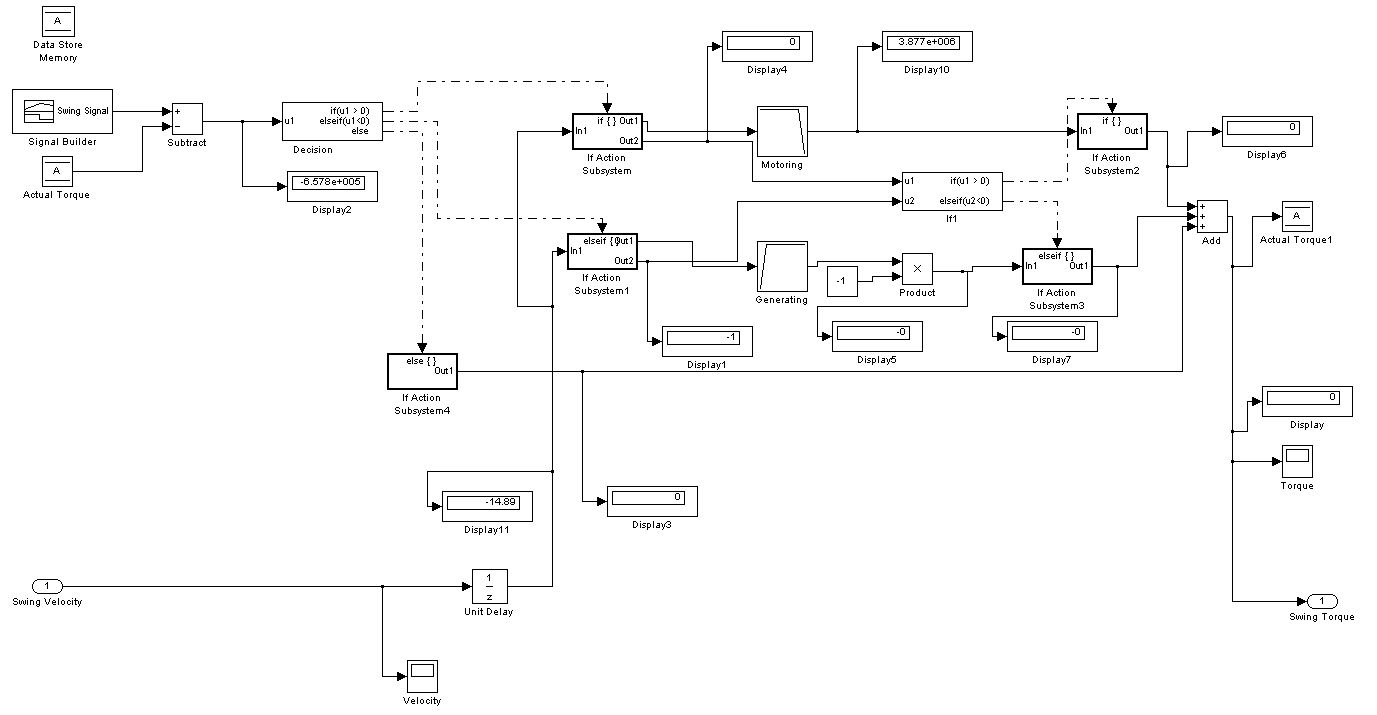 A
Data Store
Memory
Swing Signal
Signal Builder
A
Actual Torque
+
−
Subtract
-6.578e+005
Display2
u1
if(u1 > 0)
elseif(u1<0)
else
Decision
if { }
In1
Out1
Out2
If Action
Subsystem
0
Display4
Motoring
3.877e+006
Display10
if { }
In1
Out1
If Action
Subsystem2
0
Display6
u1
u2
if(u1 > 0)
elseif(u2<0)
If1
elseif { }
In1
Out1
Out2
If Action
Subsystem1
Generating
-1
×
Product
elseif { }
In1
Out1
If Action
Subsystem3
+
+
+
Add
A
Actual Torque1
-1
Display1
-0
Display5
-0
Display7
else { }
Out1
If Action
Subsystem4
0
Display
Torque
-14.89
Display11
0
Display3
1
Swing Velocity
1
z
Unit Delay
1
Swing Torque
Velocity